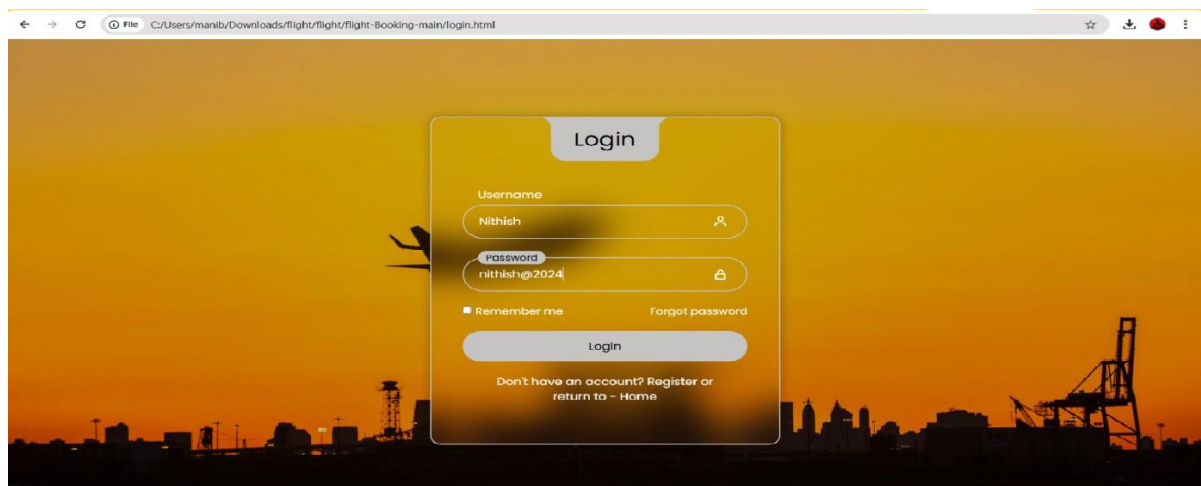 File C:/Users/manib/Downloads/flight/flight/flight-Booking-main/login.html
Login
Username
Nithish
Password
nithish@2024
Remember me Forgot password
Login
Don't have an account? Register or
return to - Home